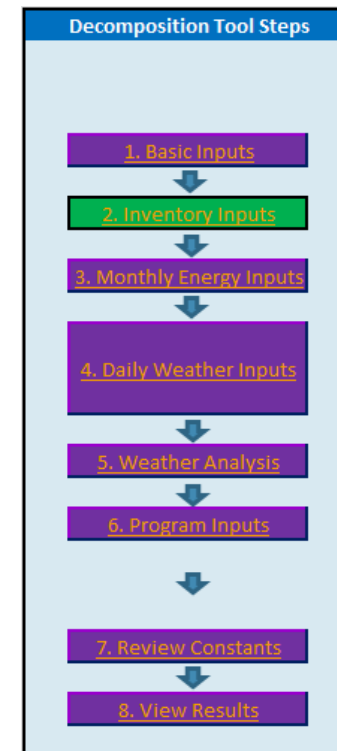 Decomposition Tool Steps
1. Basic Inputs
2. Inventory Inputs
3. Monthly Energy Inputs
4. Daily Weather Inputs
5. Weather Analysis
6. Program Inputs
7. Review Constants
8. View Results